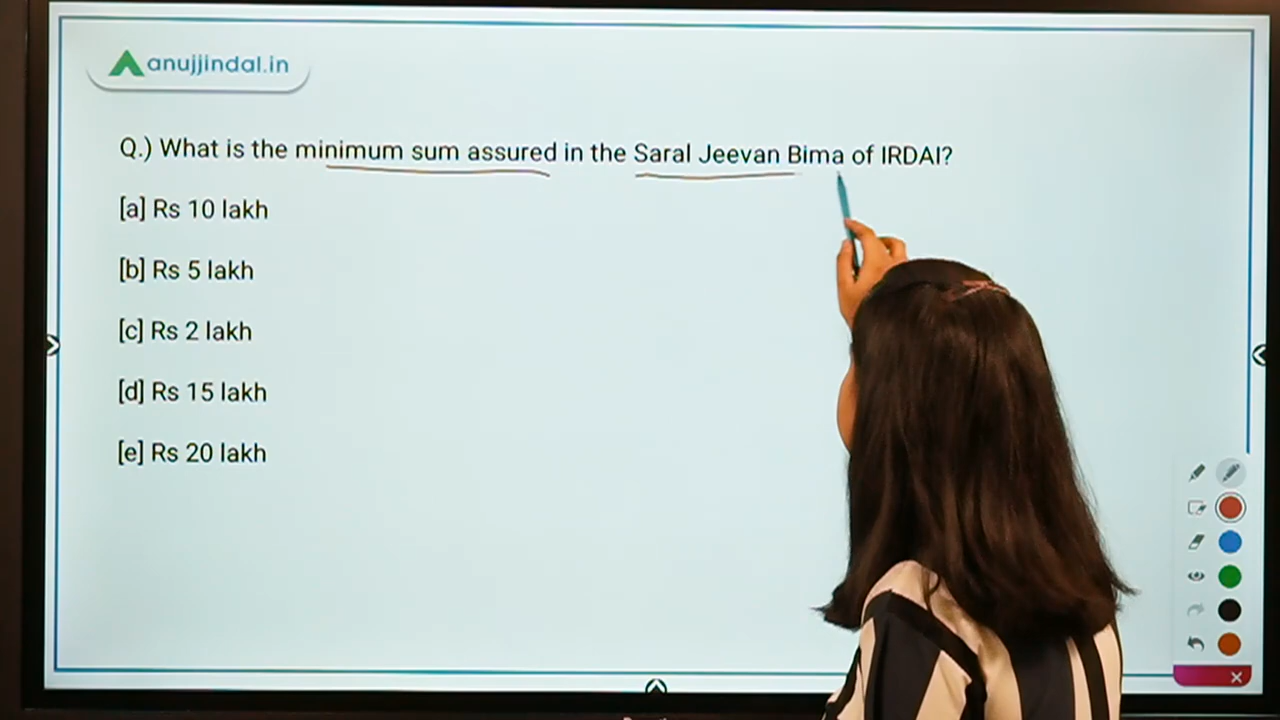 anujjindal.in
Q.) What is the minimum sum assured in the Saral Jeevan Bima of IRDAI?
[a] Rs 10 lakh
[b] Rs 5 lakh
[c] Rs 2 lakh
[d] Rs 15 lakh
[e] Rs 20 lakh